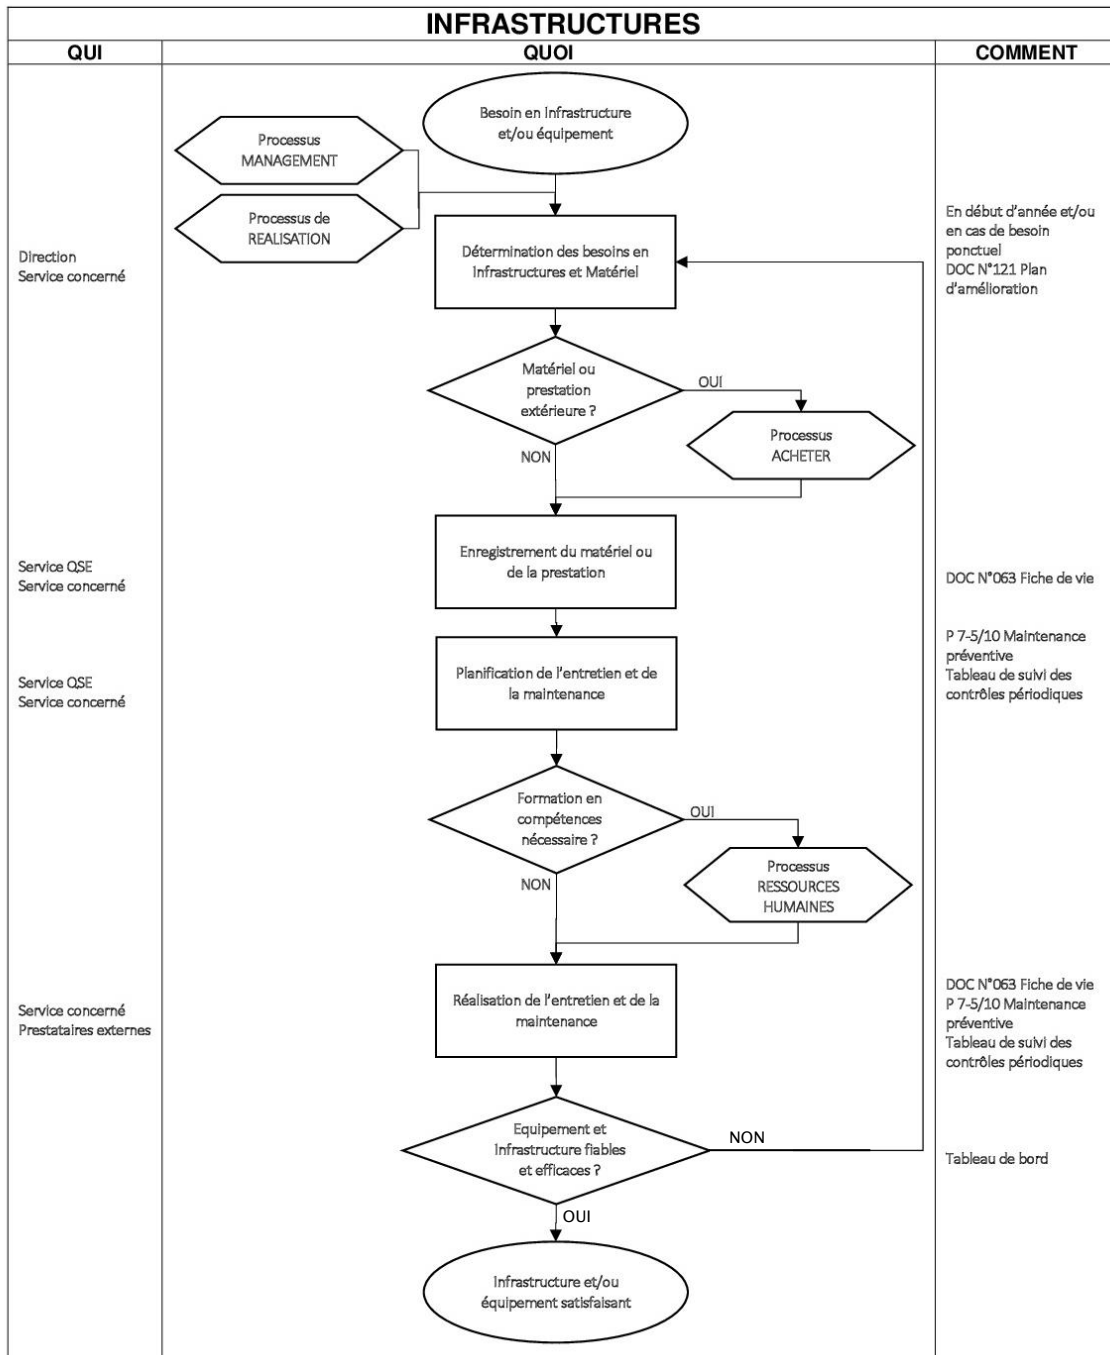 INFRASTRUCTURES
QUI
QUOI
COMMENT
Besoin en Infrastructure
et/ou équipement
Processus
MANAGEMENT
Processus de
REALISATION
Direction
Service concerné
Détermination des besoins en
Infrastructures et Matériel
En début d'année et/ou
en cas de besoin
ponctuel
DOC N°121 Plan
d'amélioration
Matériel ou
prestation
extérieure ?
OUI
Processus
ACHETER
NON
Service QSE
Service concerné
Enregistrement du matériel ou
de la prestation
DOC N°063 Fiche de vie
Service QSE
Service concerné
Planification de l'entretien et de
la maintenance
P 7-5/10 Maintenance
préventive
Tableau de suivi des
contrôles périodiques
Formation en
compétences
nécessaire ?
OUI
Processus
RESSOURCES
HUMAINES
NON
Service concerné
Prestataires externes
Réalisation de l'entretien et de la
maintenance
DOC N°063 Fiche de vie
P 7-5/10 Maintenance
préventive
Tableau de suivi des
contrôles périodiques
Equipement et
Infrastructure fiables
et efficaces ?
NON
Tableau de bord
OUI
Infrastructure et/ou
équipement satisfaisant